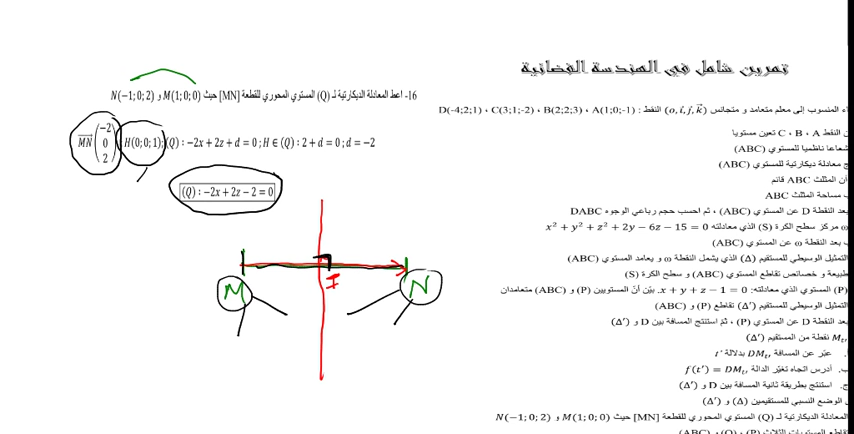 تمرين شامل في الهندسة الفضائية
المنسوب إلى معلم متعامد و متجانس (o, i, j, k) النقط : A(1;0;-1) ، B(2;2;3) ، C(3;1;-2) ، D(-4;2;1)
النقط A ، B ، C تعين مستويا
شعاعا ناظميا للمستوي (ABC)
معادلة ديكارتية للمستوي (ABC)
أن المثلث ABC قائم
مساحة المثلث ABC
بعد النقطة D عن المستوي (ABC) ، ثم احسب حجم رباعي الوجوه DABC
ω مركز سطح الكرة (S) الذي معادلته x² + y² + z² + 2y − 6z − 15 = 0
بعد النقطة ω عن المستوي (ABC)
التمثيل الوسيطي للمستقيم (Δ) الذي يشمل النقطة ω و يعامد المستوي (ABC)
طبيعة و خصائص تقاطع المستوي (ABC) و سطح الكرة (S)
(P) المستوي الذي معادلته: x + y + z − 1 = 0. بيّن أنّ المستويين (P) و (ABC) متعامدان
التمثيل الوسيطي للمستقيم (Δ′) تقاطع (P) و (ABC)
بعد النقطة D عن المستوي (P) ، ثم استنتج المسافة بين D و (Δ′)
Mt′ نقطة من المستقيم (Δ′)
عبّر عن المسافة DMt′ بدلالة t′
ب. أدرس اتجاه تغيّر الدالة f(t′) = DMt′
ج. استنتج بطريقة ثانية المسافة بين D و (Δ′)
الوضع النسبي للمستقيمين (Δ) و (Δ′)
المعادلة الديكارتية لـ (Q) المستوي المحوري للقطعة [MN] حيث M(1; 0; 0) و N(−1; 0; 2)
تقاطع المستويات الثلاث (P) و (Q) و (ABC)
16- اعط المعادلة الديكارتية لـ (Q) المستوي المحوري للقطعة [MN] حيث M(1; 0; 0) و N(−1; 0; 2)
MN (−2 0 2) ; H(0; 0; 1); (Q) : −2x + 2z + d = 0 ; H ∈ (Q) : 2 + d = 0 ; d = −2
(Q) : −2x + 2z − 2 = 0
M I N